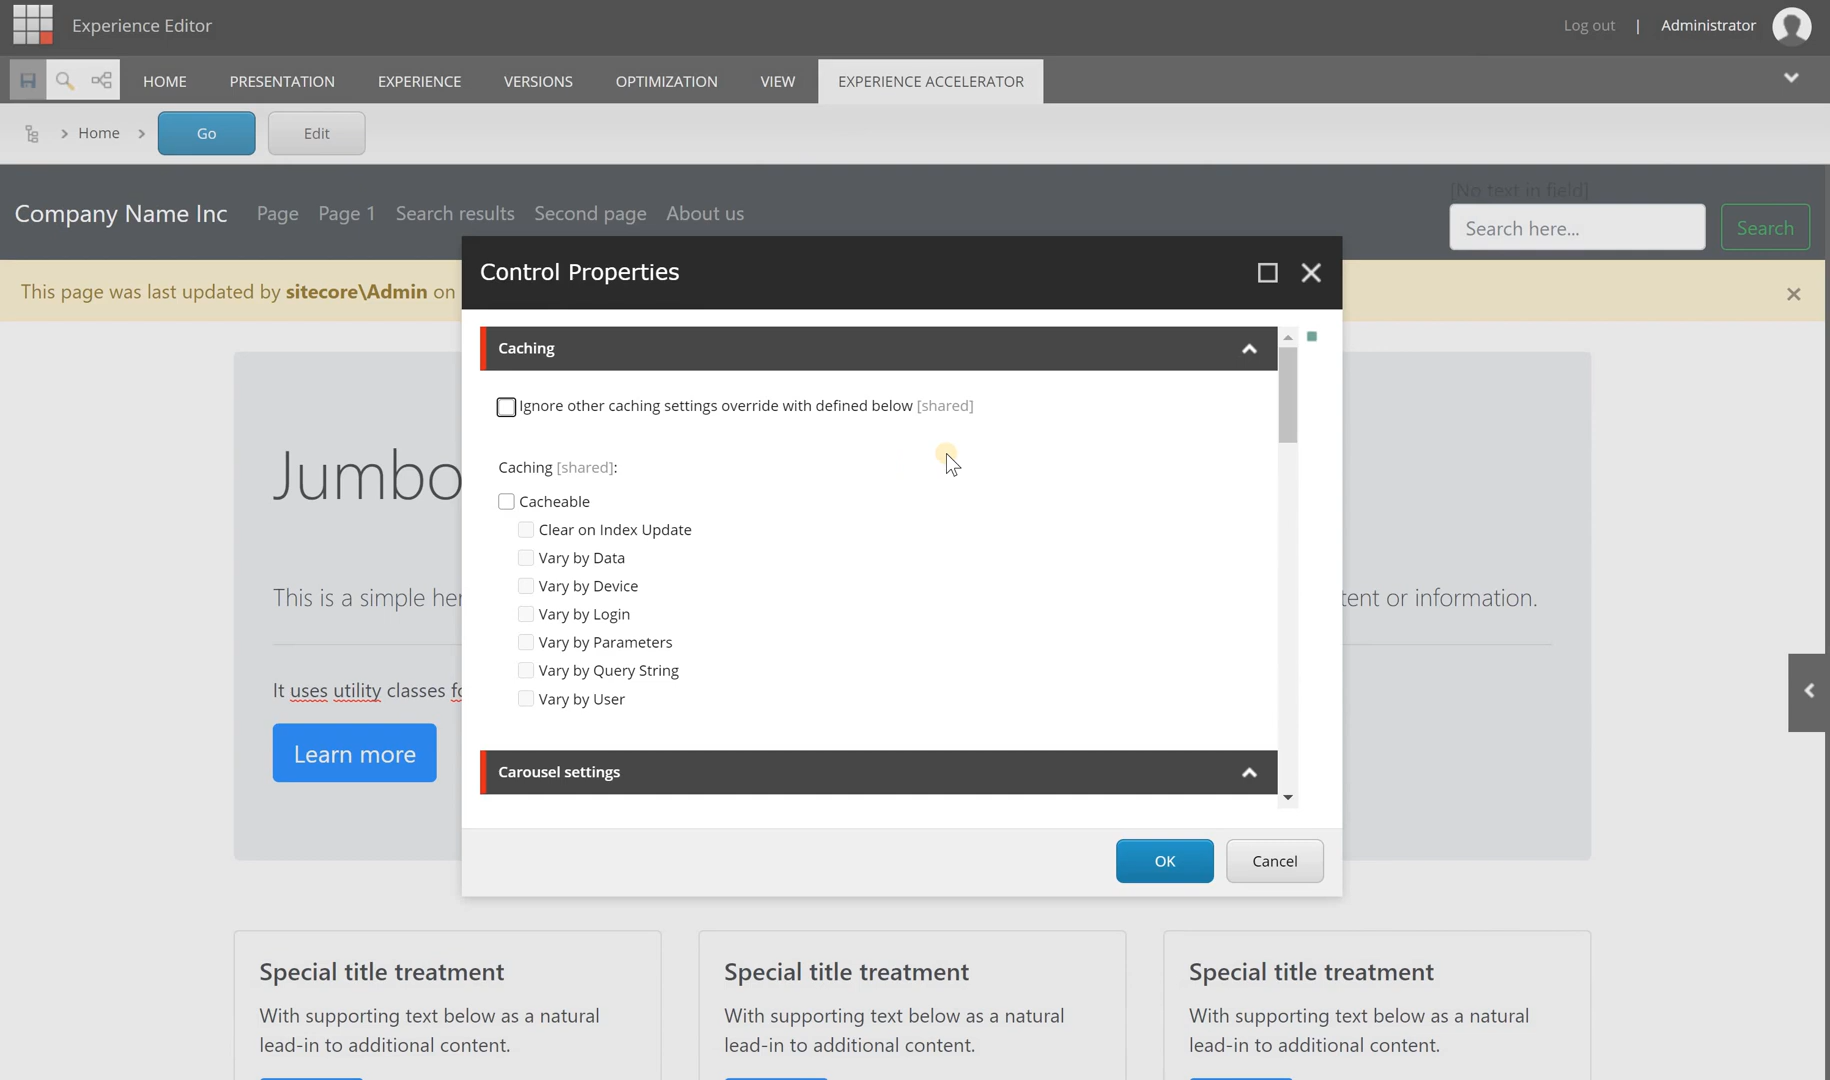 Experience Editor
Log out | Administrator
HOME PRESENTATION EXPERIENCE VERSIONS OPTIMIZATION VIEW EXPERIENCE ACCELERATOR
Home Go Edit
[No text in field]
Company Name Inc Page Page 1 Search results Second page About us Search here... Search
This page was last updated by sitecore\Admin on
Control Properties
Caching
Ignore other caching settings override with defined below [shared]
Caching [shared]:
Cacheable
Clear on Index Update
Vary by Data
Vary by Device
Vary by Login
Vary by Parameters
Vary by Query String
Vary by User
Carousel settings
OK Cancel
Jumbo
This is a simple her
tent or information.
It uses utility classes fo
Learn more
Special title treatment
With supporting text below as a natural
lead-in to additional content.
Special title treatment
With supporting text below as a natural
lead-in to additional content.
Special title treatment
With supporting text below as a natural
lead-in to additional content.